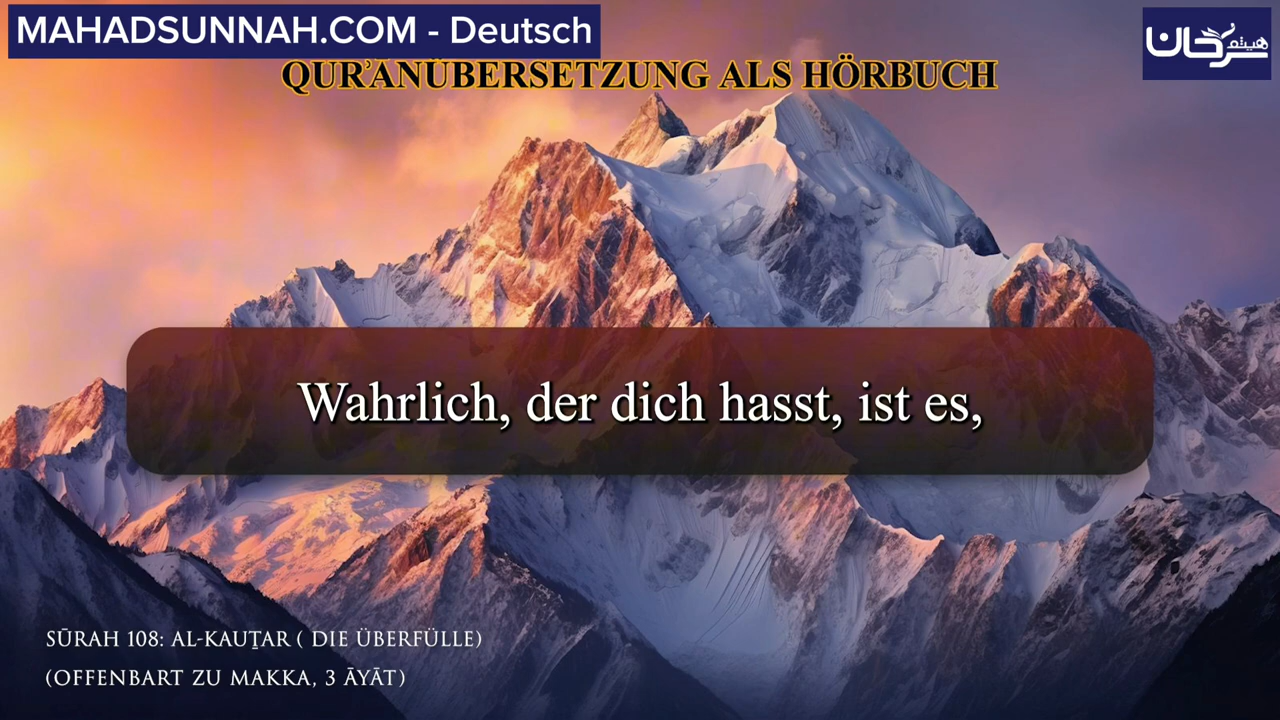 MAHADSUNNAH.COM - Deutsch
QUR’ANÜBERSETZUNG ALS HÖRBUCH
Wahrlich, der dich hasst, ist es,
SŪRAH 108: AL-KAUṮAR ( DIE ÜBERFÜLLE)
(OFFENBART ZU MAKKA, 3 ĀYĀT)